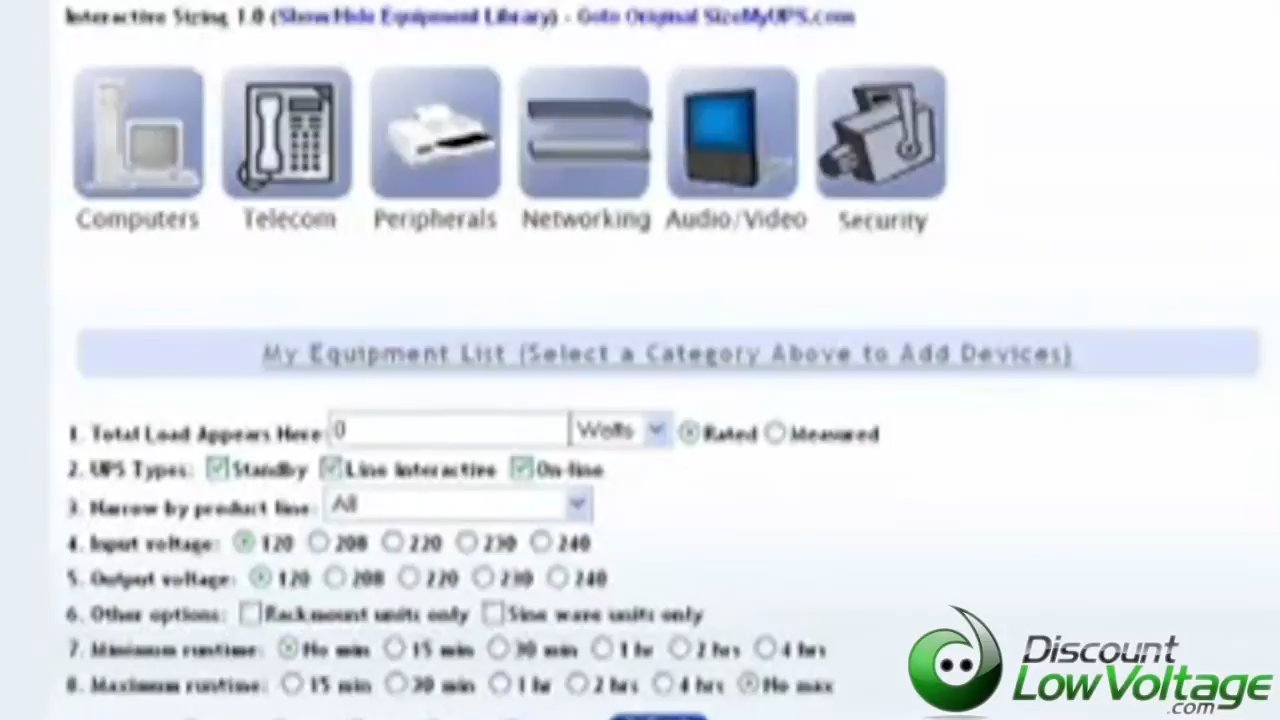 Interactive Sizing 1.0 (Show/Hide Equipment Library) - Goto Original SizeMyUPS.com
Computers Telecom Peripherals Networking Audio/Video Security
My Equipment List (Select a Category Above to Add Devices)
1. Total Load Appears Here 0 Watts Rated Measured
2. UPS Types: Standby Line Interactive On-line
3. Narrow by product line: All
4. Input voltage: 120 208 220 230 240
5. Output voltage: 120 208 220 230 240
6. Other options: Rackmount units only Sine wave units only
7. Minimum runtime: No min 15 min 30 min 1 hr 2 hrs 4 hrs
8. Maximum runtime: 15 min 30 min 1 hr 2 hrs 4 hrs No max
Discount
LowVoltage
.com